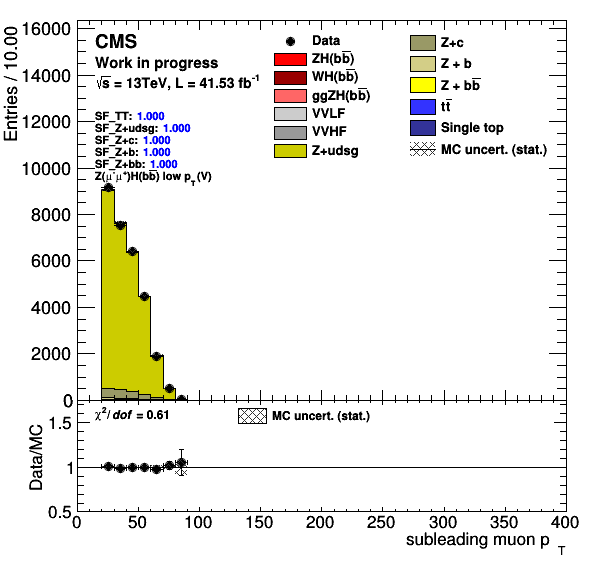 CMS
Work in progress
√s = 13TeV, L = 41.53 fb⁻¹
SF_TT: 1.000
SF_Z+udsg: 1.000
SF_Z+c: 1.000
SF_Z+b: 1.000
SF_Z+bb: 1.000
Z(μ⁻μ⁺)H(bb̅) low p_T(V)
Data
ZH(bb̅)
WH(bb̅)
ggZH(bb̅)
VVLF
VVHF
Z+udsg
Z+c
Z + b
Z + bb̅
tt̅
Single top
MC uncert. (stat.)
Entries / 10.00
16000
14000
12000
10000
8000
6000
4000
2000
0
χ²/dof = 0.61
MC uncert. (stat.)
Data/MC
1.5
1
0.5
0 50 100 150 200 250 300 350 400
subleading muon p_T